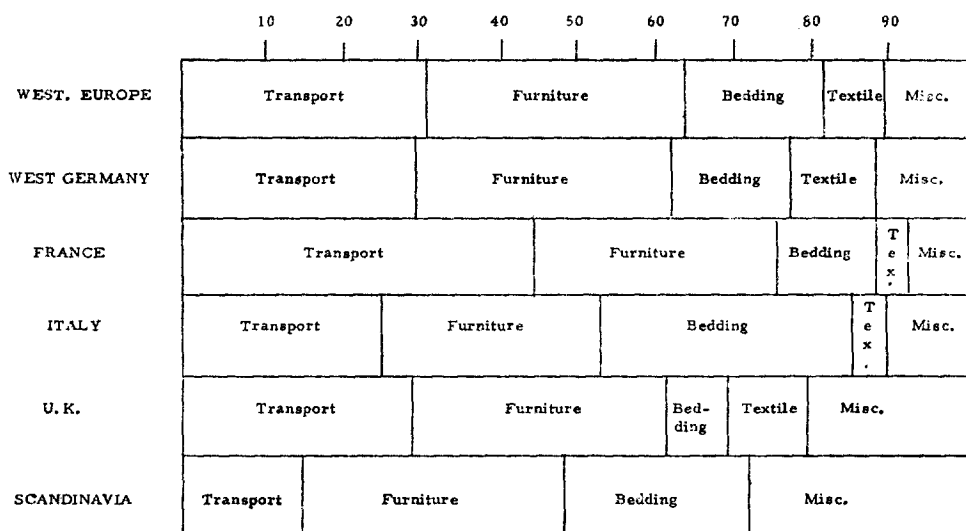 10 20 30 40 50 60 70 80 90
WEST. EUROPE Transport Furniture Bedding Textile Misc.
WEST GERMANY Transport Furniture Bedding Textile Misc.
FRANCE Transport Furniture Bedding Tex. Misc.
ITALY Transport Furniture Bedding Tex. Misc.
U. K. Transport Furniture Bed-
ding Textile Misc.
SCANDINAVIA Transport Furniture Bedding Misc.